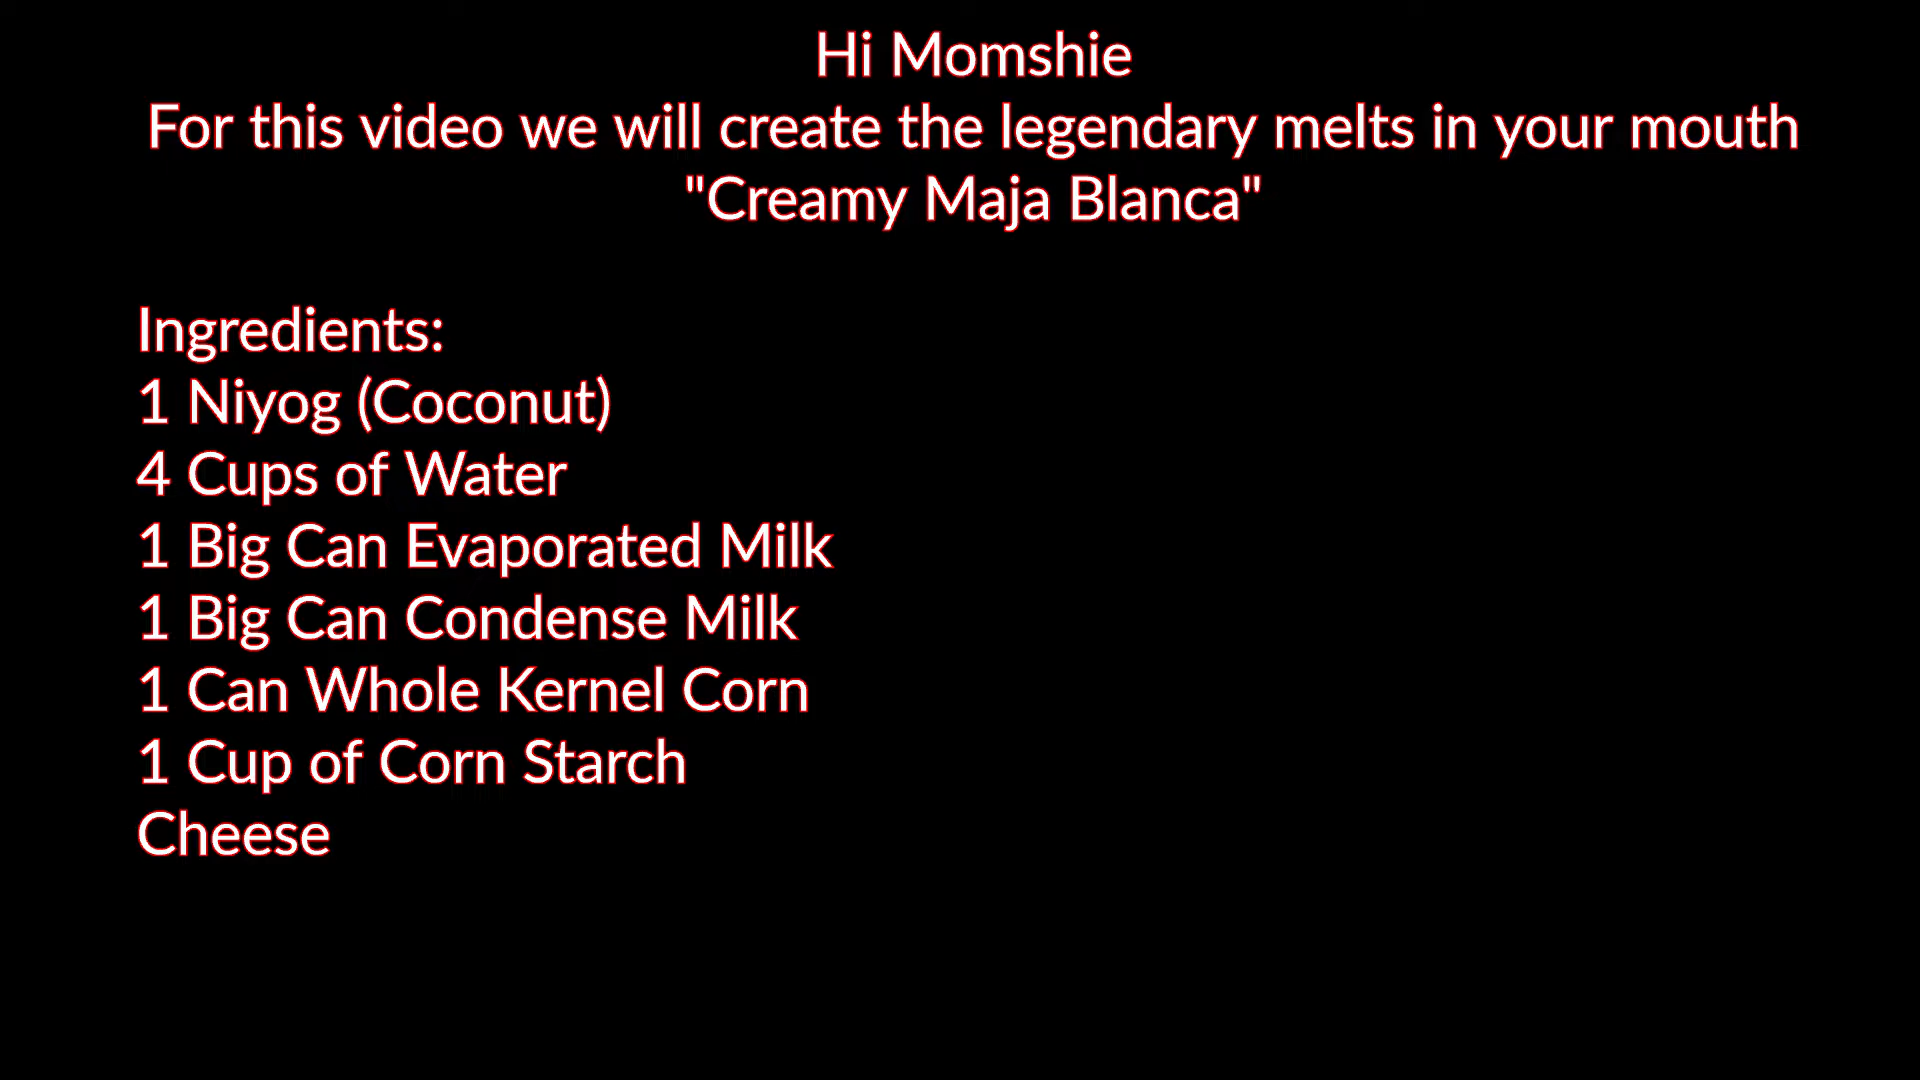 Hi Momshie
For this video we will create the legendary melts in your mouth
"Creamy Maja Blanca"
Ingredients:
1 Niyog (Coconut)
4 Cups of Water
1 Big Can Evaporated Milk
1 Big Can Condense Milk
1 Can Whole Kernel Corn
1 Cup of Corn Starch
Cheese